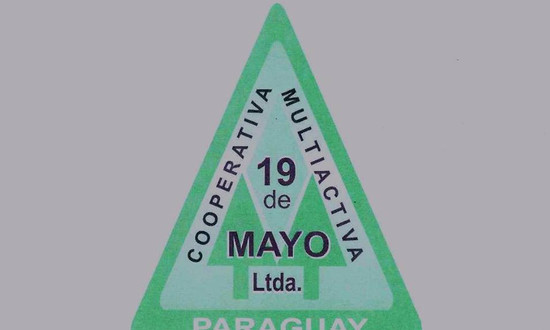 COOPERATIVA MULTIACTIVA
19
de
MAYO
Ltda.
PARAGUAY